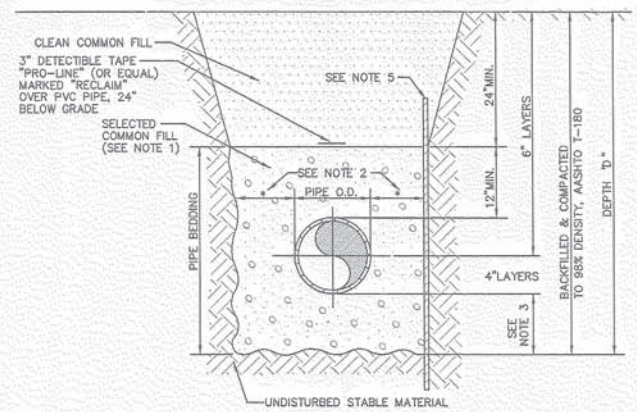 CLEAN COMMON FILL
3" DETECTIBLE TAPE
"PRO-LINE" (OR EQUAL)
MARKED "RECLAIM"
OVER PVC PIPE, 24"
BELOW GRADE
SELECTED
COMMON FILL
(SEE NOTE 1)
SEE NOTE 5
* SEE NOTE 2 *
PIPE O.D.
PIPE BEDDING
24"MIN.
12"MIN.
6" LAYERS
4"LAYERS
SEE
NOTE 3
BACKFILLED & COMPACTED
TO 98% DENSITY, AASHTO T-180
DEPTH "D"
UNDISTURBED STABLE MATERIAL